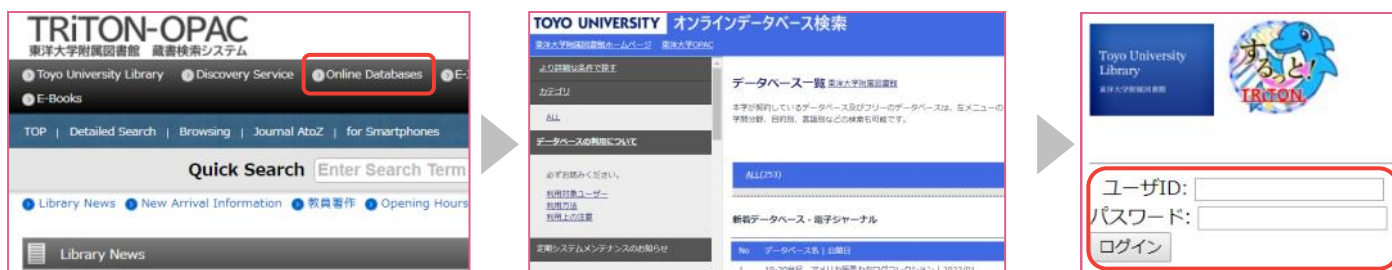 TRiTON-OPAC
東洋大学附属図書館 蔵書検索システム
Toyo University Library Discovery Service Online Databases E-
E-Books
TOP | Detailed Search | Browsing | Journal AtoZ | for Smartphones
Quick Search Enter Search Term
Library News New Arrival Information 教員著作 Opening Hours
Library News
TOYO UNIVERSITY オンラインデータベース検索
東洋大学附属図書館ホームページ 東洋大学OPAC
より詳細な条件で探す
カテゴリ
ALL
データベースの利用について
必ずお読みください。
利用対象ユーザー
利用方法
利用上の注意
定期システムメンテナンスのお知らせ
データベース一覧 東洋大学附属図書館
本学が契約しているデータベース及びフリーのデータベースは、左メニューの
学問分野、目的別、言語別などの検索も可能です。
ALL(253)
新着データベース・電子ジャーナル
No データベース名 | 公開日
Toyo University
Library
東洋大学附属図書館
するっと!
TRiTON
ユーザID:
パスワード:
ログイン